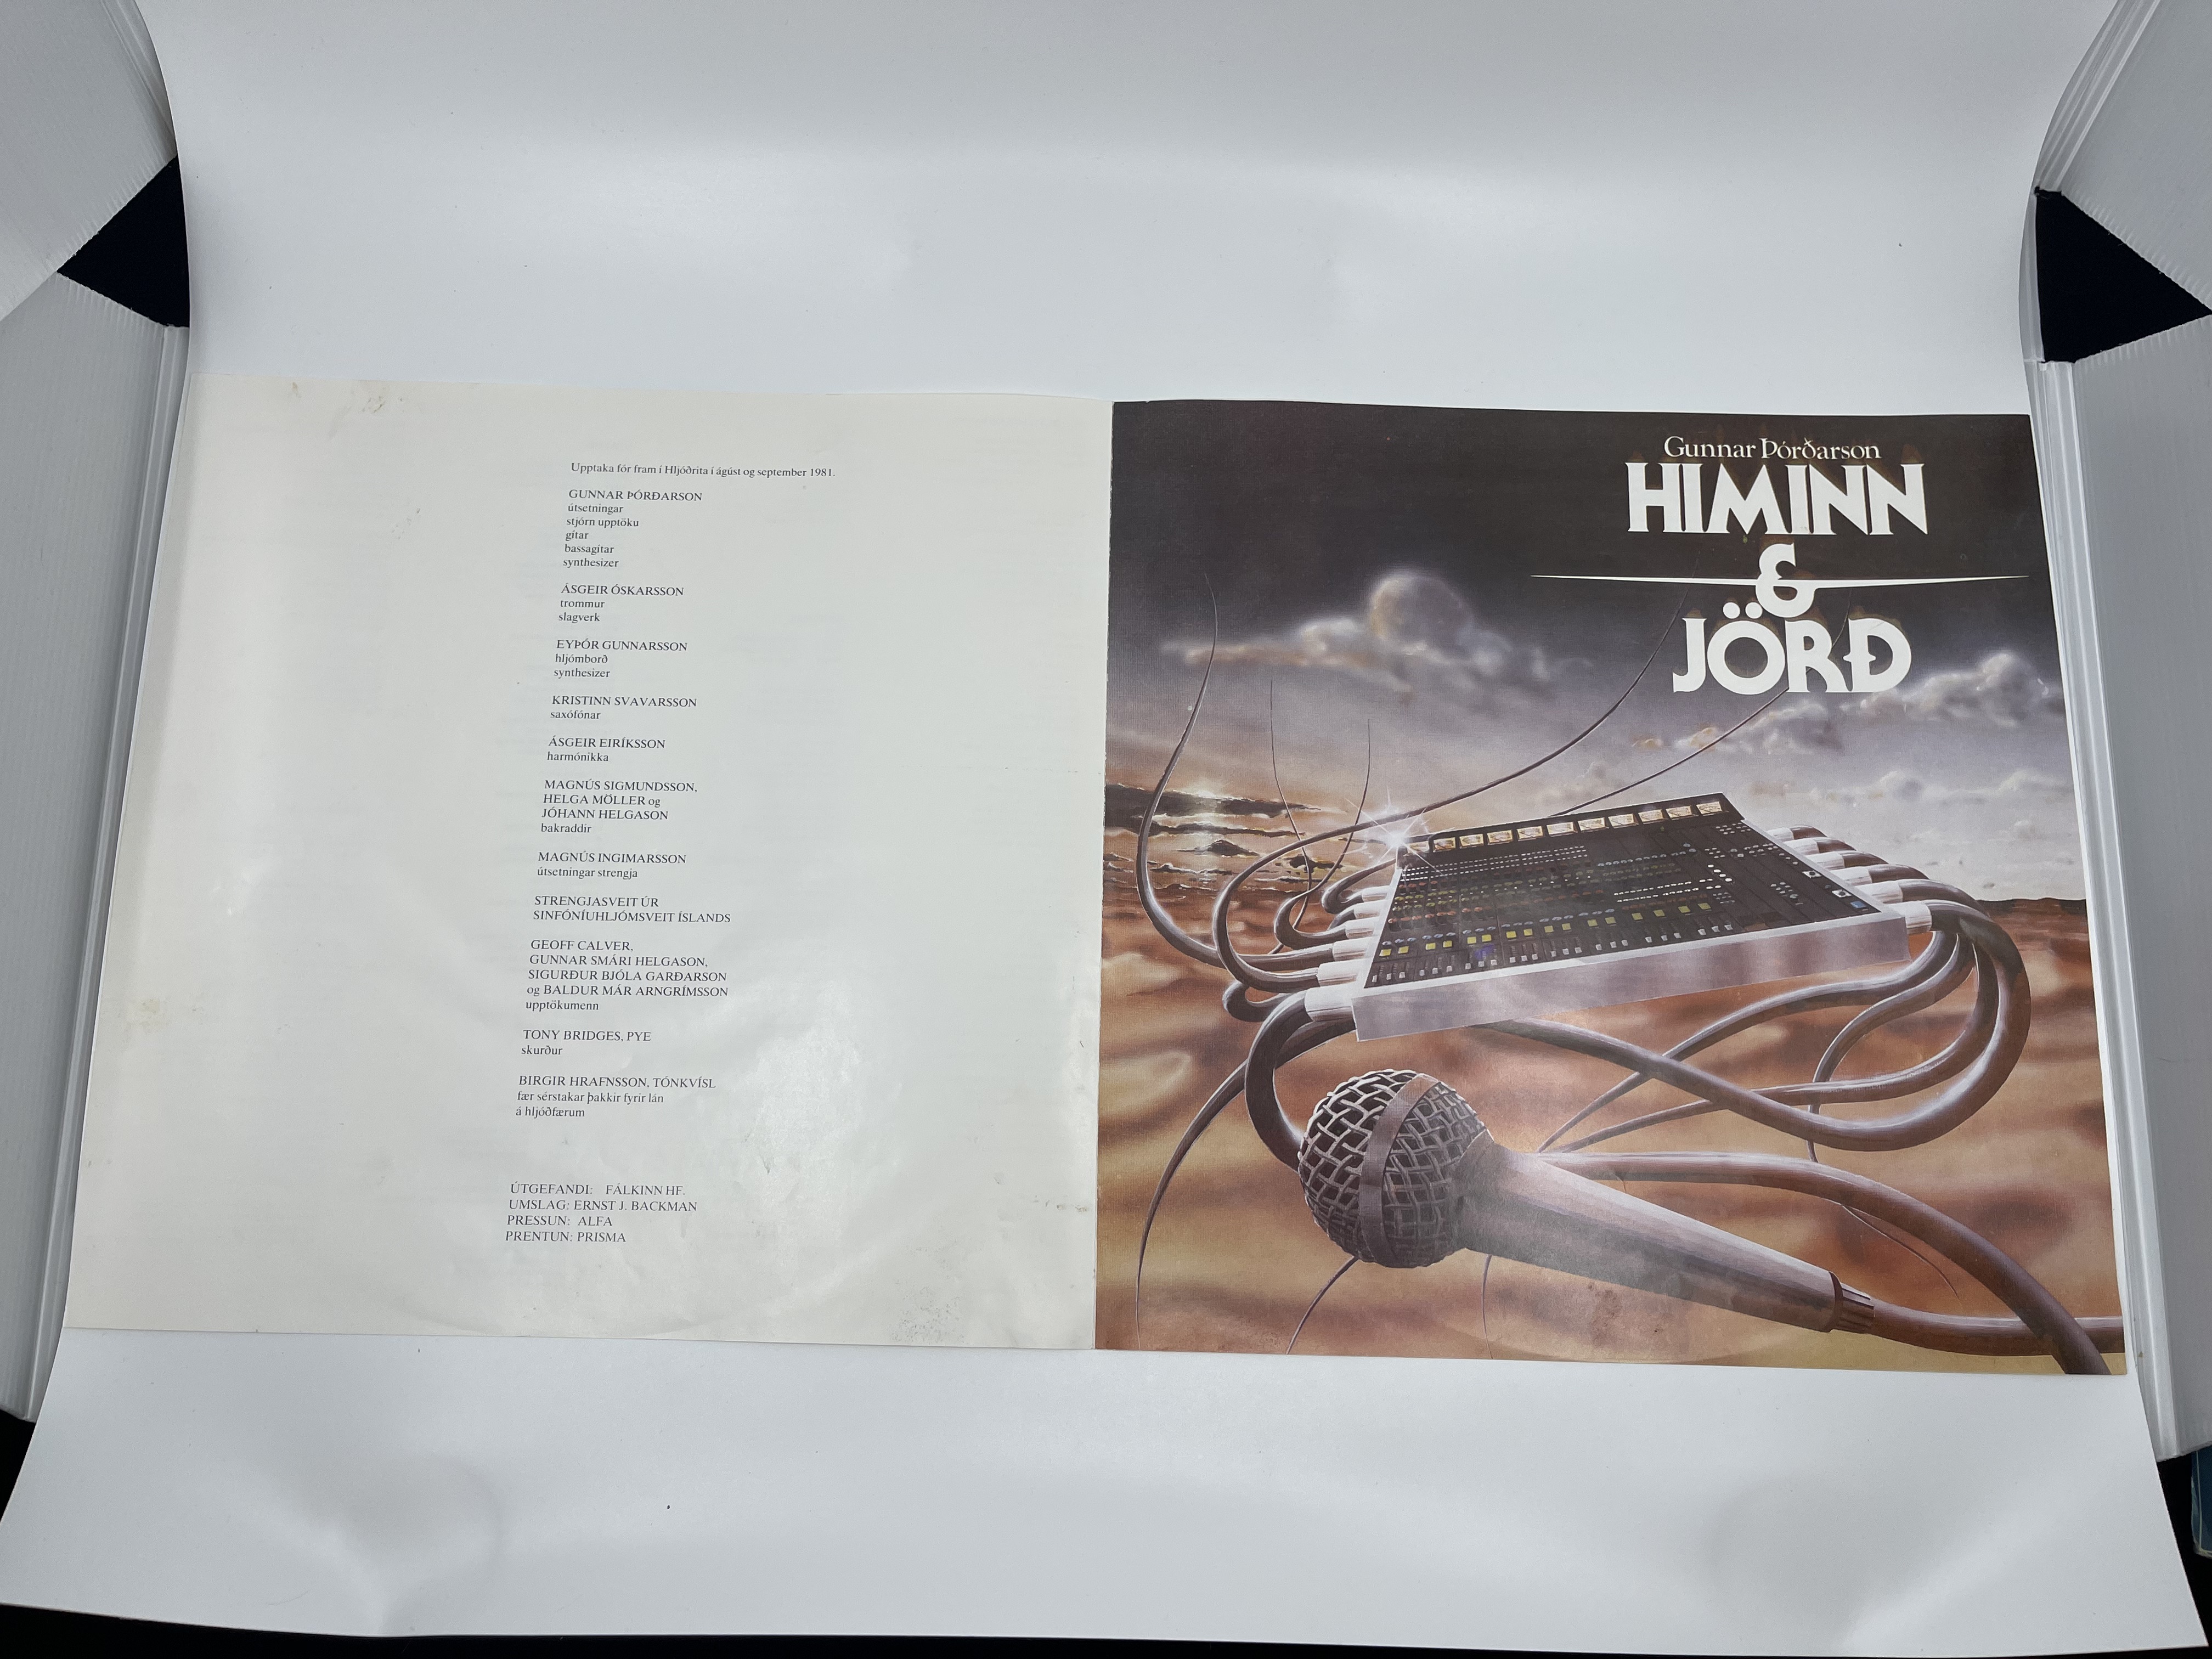 Upptaka fór fram í Hljóðrita í ágúst og september 1981.
GUNNAR ÞÓRÐARSON
útsetningar
stjórn upptöku
gítar
bassagítar
synthesizer
ÁSGEIR ÓSKARSSON
trommur
slagverk
EYÞÓR GUNNARSSON
hljómborð
synthesizer
KRISTINN SVAVARSSON
saxófónar
ÁSGEIR EIRÍKSSON
harmónikka
MAGNÚS SIGMUNDSSON,
HELGA MÖLLER og
JÓHANN HELGASON
bakraddir
MAGNÚS INGIMARSSON
útsetningar strengja
STRENGJASVEIT ÚR
SINFÓNÍUHLJÓMSVEIT ÍSLANDS
GEOFF CALVER,
GUNNAR SMÁRI HELGASON,
SIGURÐUR BJÓLA GARÐARSON
og BALDUR MÁR ARNGRÍMSSON
upptökumenn
TONY BRIDGES, PYE
skurður
BIRGIR HRAFNSSON, TÓNKVÍSL
fær sérstakar þakkir fyrir lán
á hljóðfærum
ÚTGEFANDI: FÁLKINN HF.
UMSLAG: ERNST J. BACKMAN
PRESSUN: ALFA
PRENTUN: PRISMA
Gunnar Þórðarson
HIMINN
&
JÖRÐ